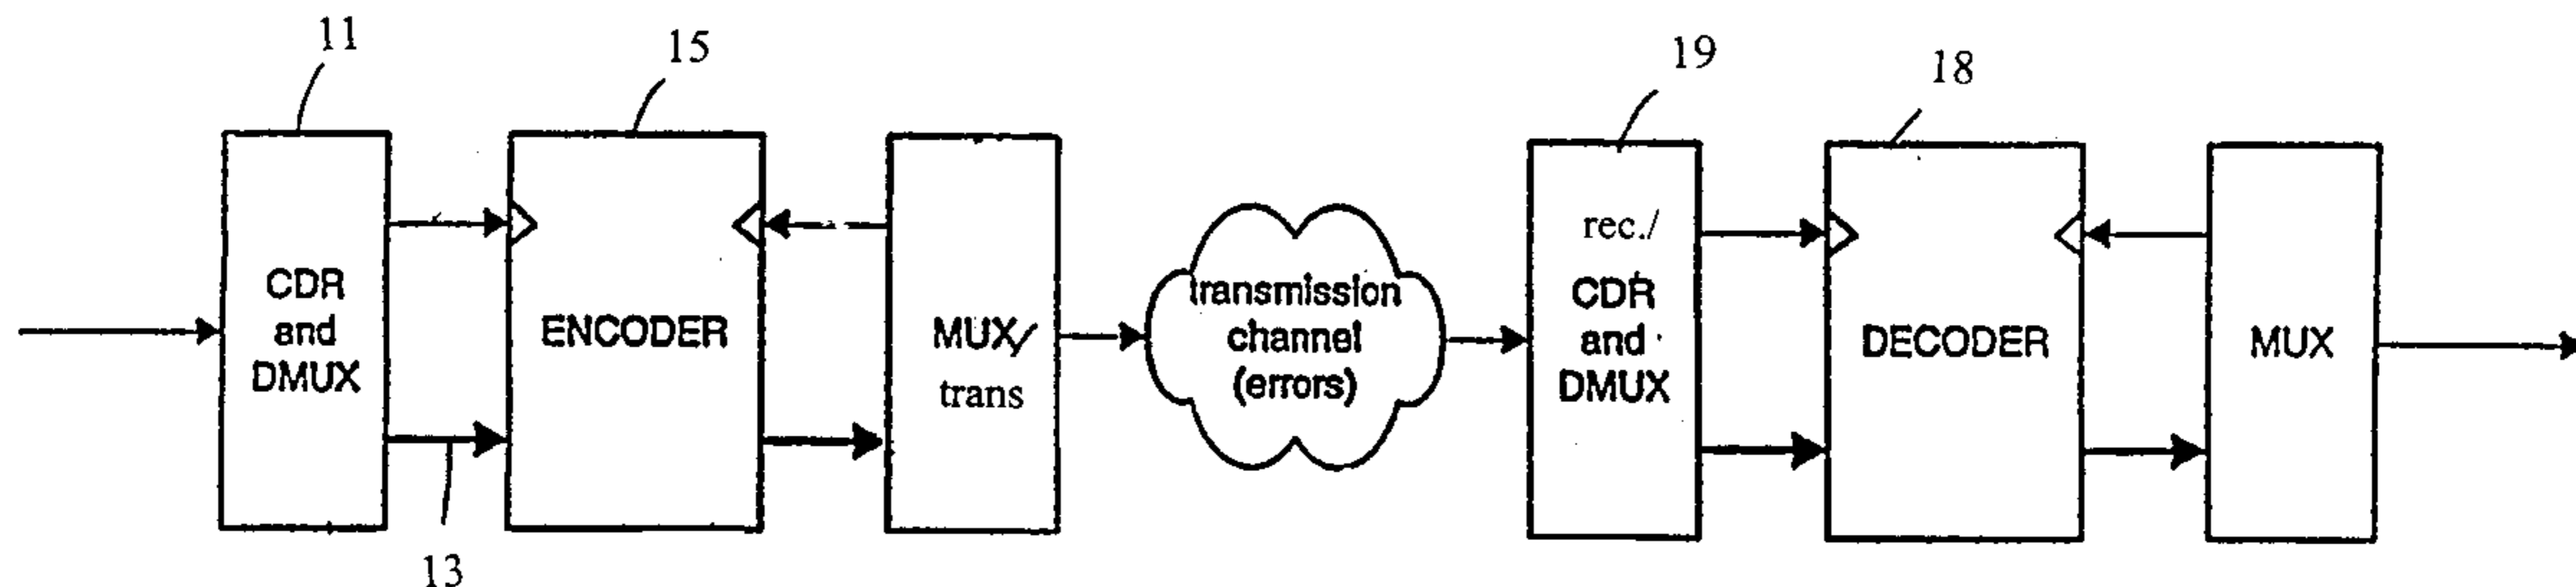 11
15
19
18
CDR
and
DMUX
ENCODER
MUX/
trans
transmission
channel
(errors)
rec./
CDR
and
DMUX
DECODER
MUX
13